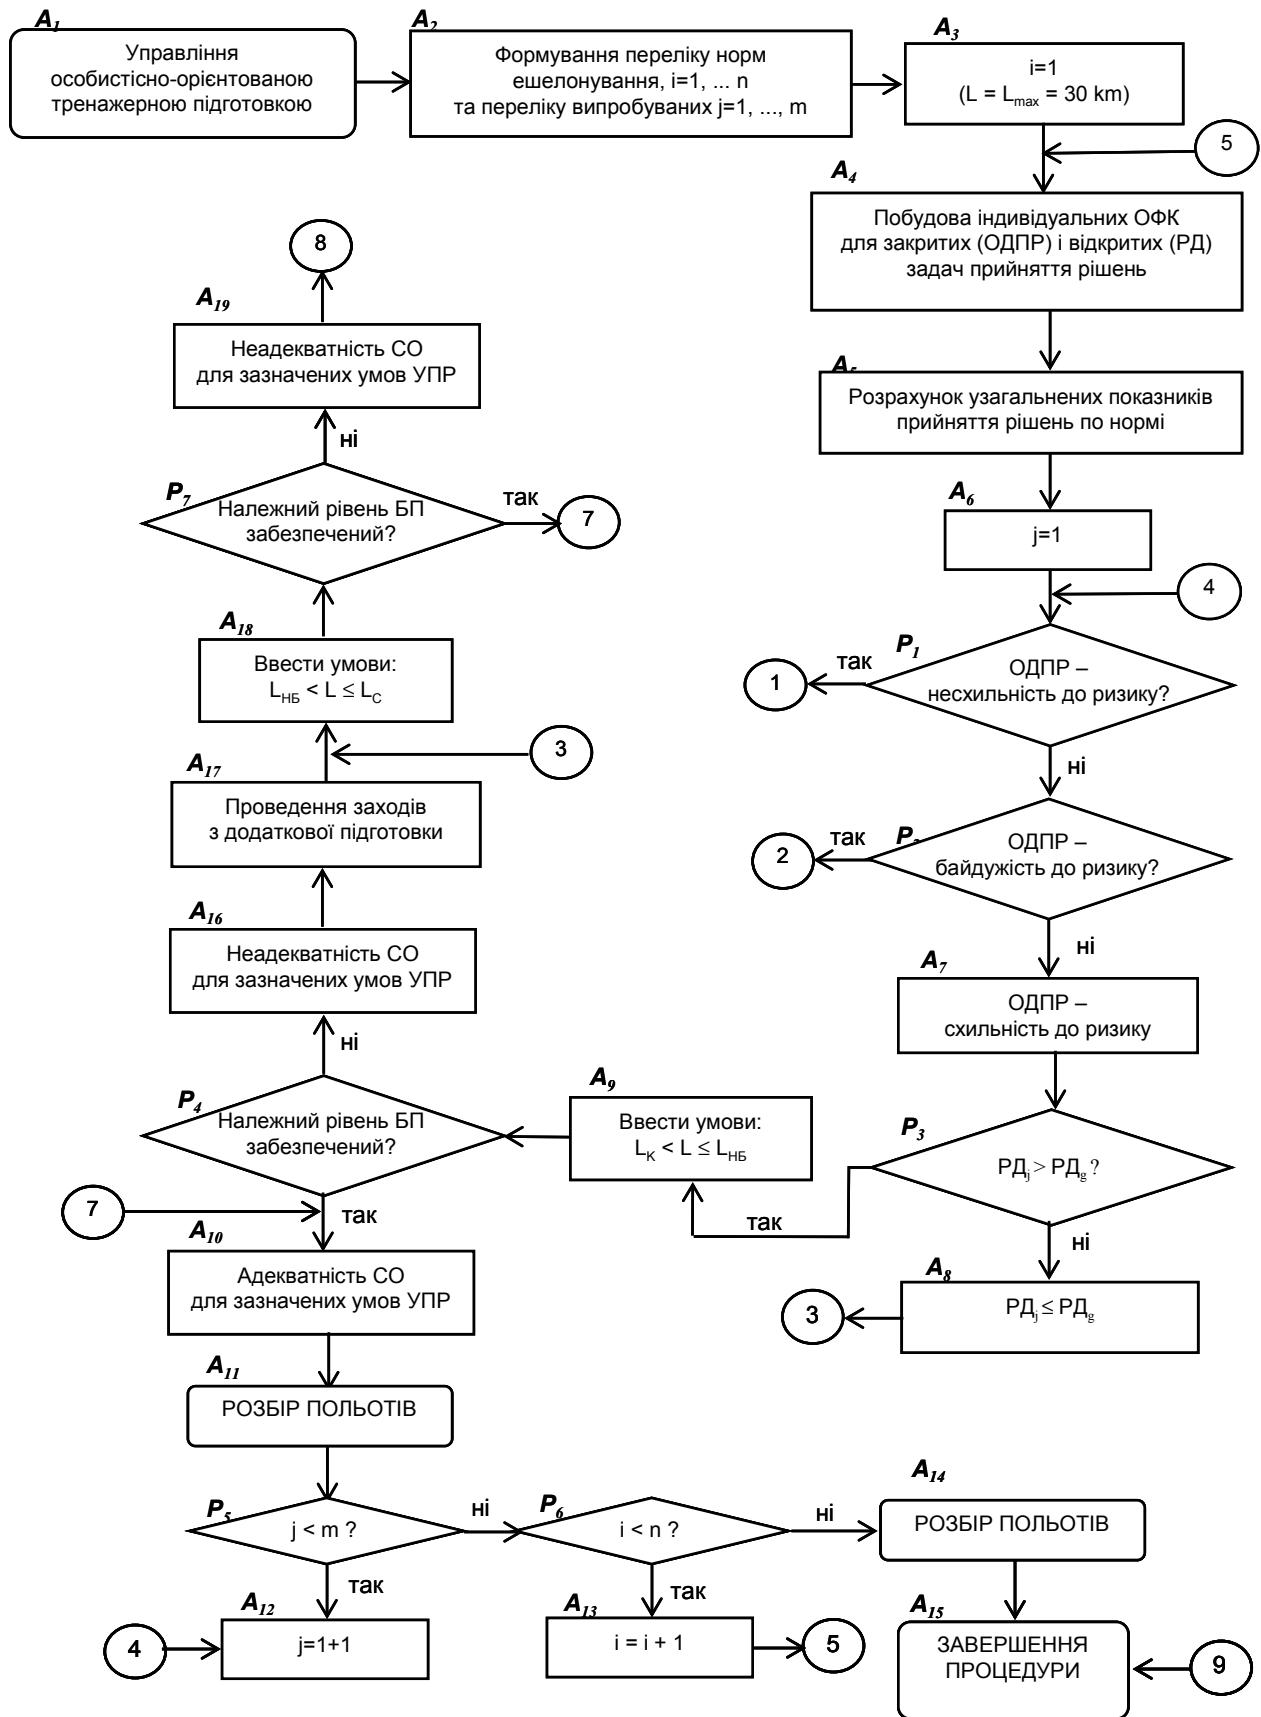 A1
Управління
особистісно-орієнтованою
тренажерною підготовкою
A2
Формування переліку норм
ешелонування, i=1, ... n
та переліку випробуваних j=1, ..., m
A3
i=1
(L = Lmax = 30 km)
5
A4
Побудова індивідуальних ОФК
для закритих (ОДПР) і відкритих (РД)
задач прийняття рішень
A5
Розрахунок узагальнених показників
прийняття рішень по нормі
A6
j=1
4
P1
ОДПР –
несхильність до ризику?
так
1
ні
P2
ОДПР –
байдужість до ризику?
так
2
ні
A7
ОДПР –
схильність до ризику
P3
РДj > РДg ?
так
ні
A8
РДj ≤ РДg
3
A9
Ввести умови:
LК < L ≤ LНБ
8
A19
Неадекватність СО
для зазначених умов УПР
ні
P7
Належний рівень БП
забезпечений?
так
7
A18
Ввести умови:
LНБ < L ≤ LС
3
A17
Проведення заходів
з додаткової підготовки
A16
Неадекватність СО
для зазначених умов УПР
ні
P4
Належний рівень БП
забезпечений?
7
так
A10
Адекватність СО
для зазначених умов УПР
A11
РОЗБІР ПОЛЬОТІВ
P5
j < m ?
ні
P6
i < n ?
ні
A14
РОЗБІР ПОЛЬОТІВ
так
A12
j=1+1
4
так
A13
i = i + 1
5
A15
ЗАВЕРШЕННЯ
ПРОЦЕДУРИ
9